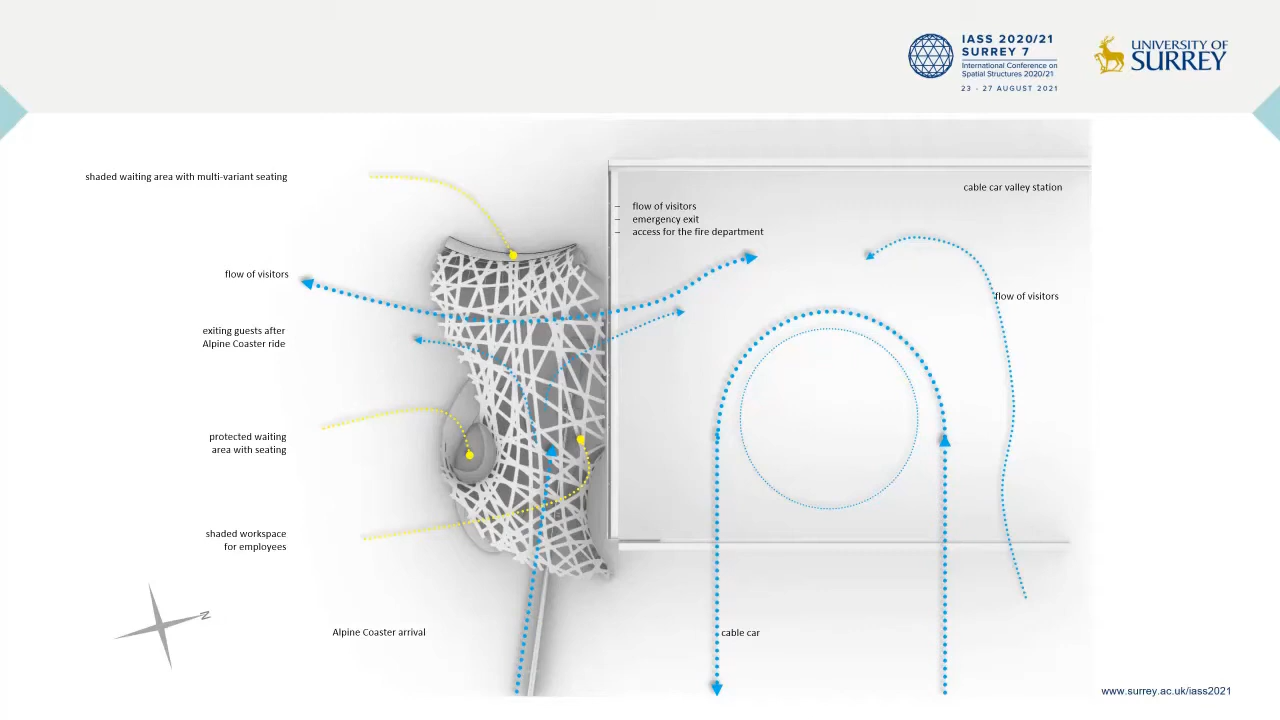 IASS 2020/21
SURREY 7
International Conference on
Spatial Structures 2020/21
23 - 27 AUGUST 2021
UNIVERSITY OF
SURREY
shaded waiting area with multi-variant seating
cable car valley station
– flow of visitors
– emergency exit
– access for the fire department
flow of visitors
flow of visitors
exiting guests after
Alpine Coaster ride
protected waiting
area with seating
shaded workspace
for employees
N
Alpine Coaster arrival
cable car
www.surrey.ac.uk/iass2021